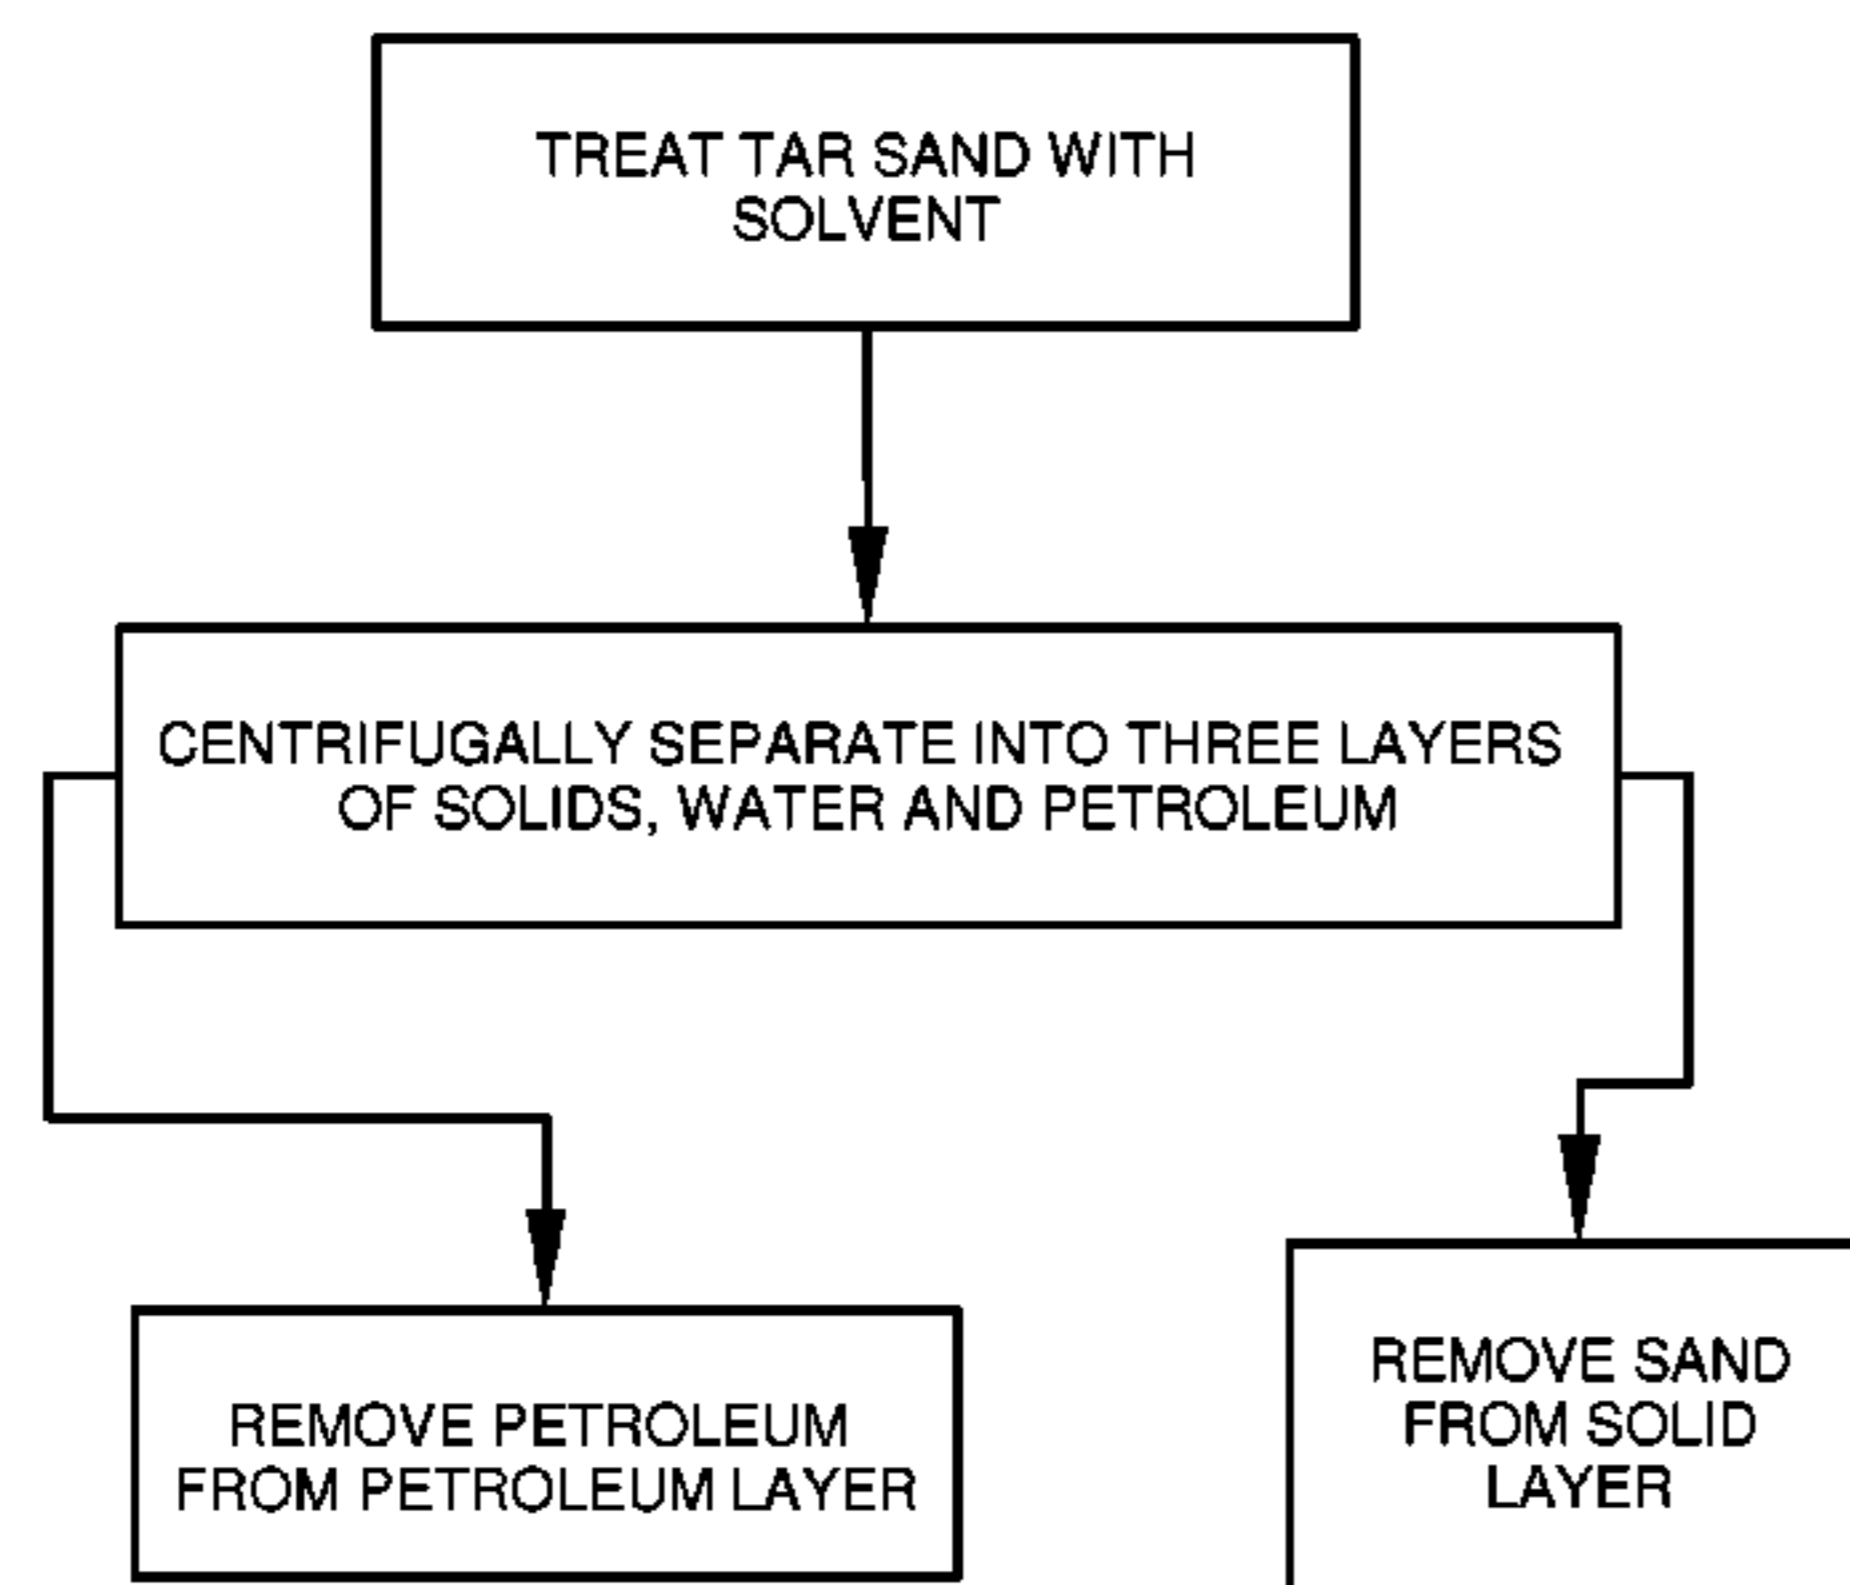 TREAT TAR SAND WITH
SOLVENT
CENTRIFUGALLY SEPARATE INTO THREE LAYERS
OF SOLIDS, WATER AND PETROLEUM
REMOVE PETROLEUM
FROM PETROLEUM LAYER
REMOVE SAND
FROM SOLID
LAYER